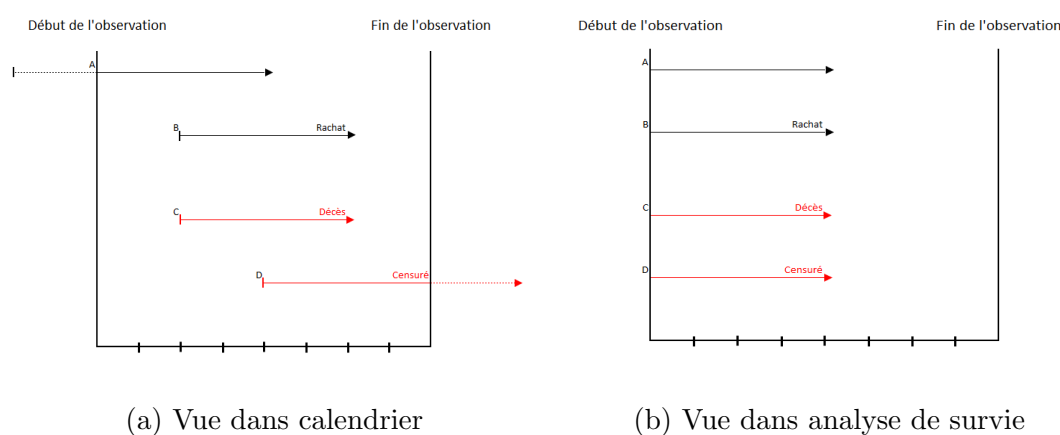 Début de l'observation
Fin de l'observation
A
B
Rachat
C
Décès
D
Censuré
(a) Vue dans calendrier
Début de l'observation
Fin de l'observation
A
B
Rachat
C
Décès
D
Censuré
(b) Vue dans analyse de survie